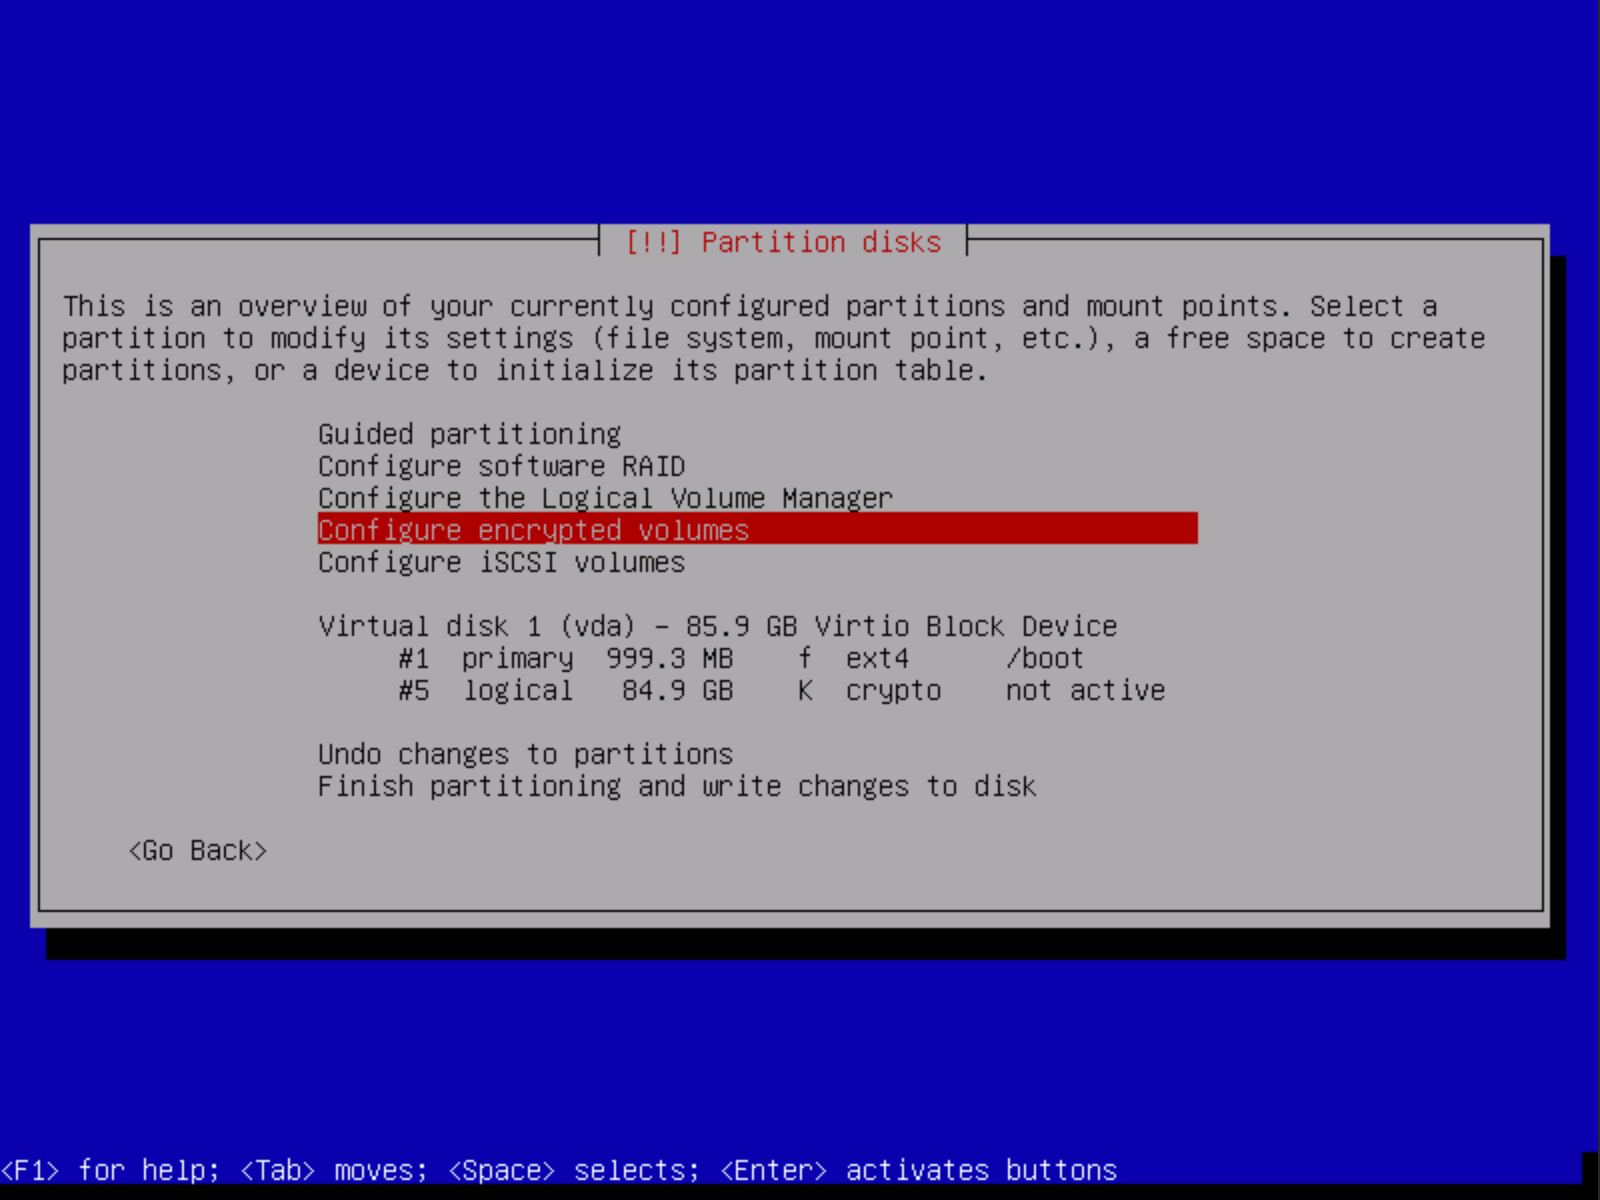 [!!] Partition disks
This is an overview of your currently configured partitions and mount points. Select a
partition to modify its settings (file system, mount point, etc.), a free space to create
partitions, or a device to initialize its partition table.
Guided partitioning
Configure software RAID
Configure the Logical Volume Manager
Configure encrypted volumes
Configure iSCSI volumes
Virtual disk 1 (vda) - 85.9 GB Virtio Block Device
#1 primary 999.3 MB f ext4 /boot
#5 logical 84.9 GB K crypto not active
Undo changes to partitions
Finish partitioning and write changes to disk
<Go Back>
<F1> for help; <Tab> moves; <Space> selects; <Enter> activates buttons